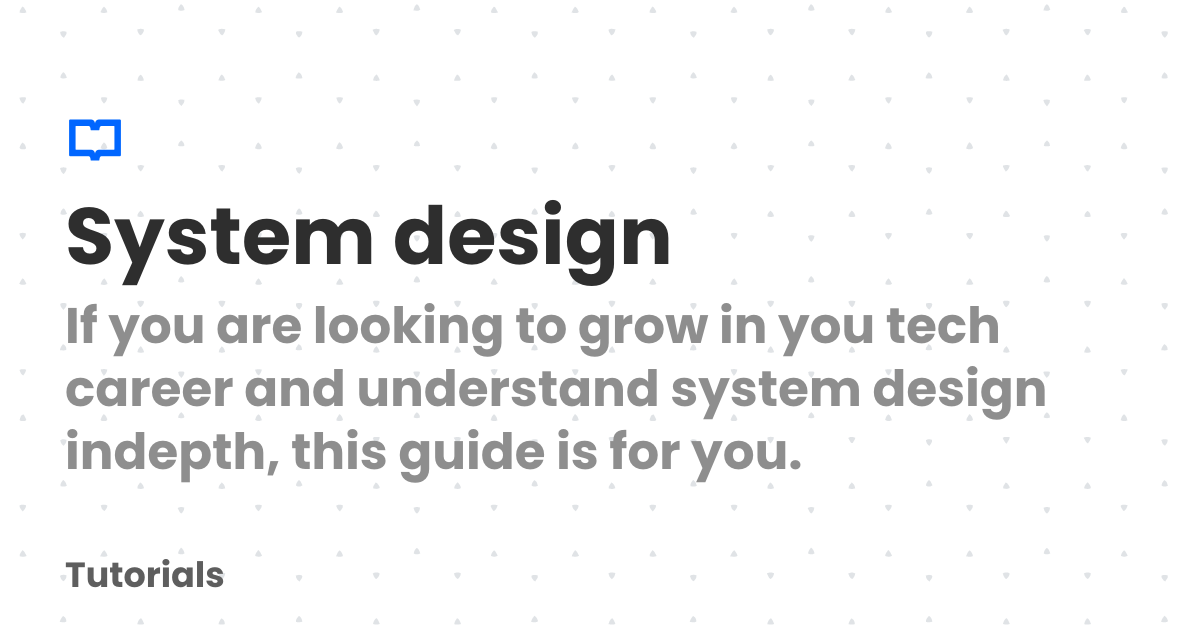 System design
If you are looking to grow in you tech
career and understand system design
indepth, this guide is for you.
Tutorials